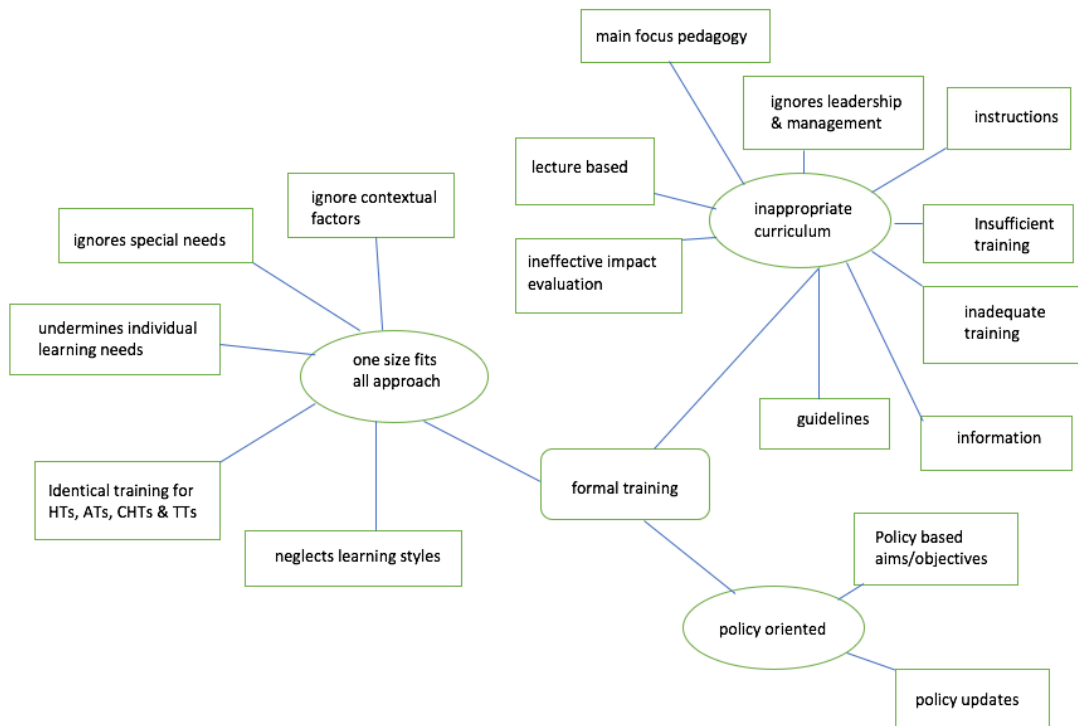 main focus pedagogy
ignores leadership
& management
instructions
lecture based
inappropriate
curriculum
Insufficient
training
ineffective impact
evaluation
inadequate
training
guidelines
information
ignore contextual
factors
ignores special needs
undermines individual
learning needs
one size fits
all approach
Identical training for
HTs, ATs, CHTs & TTs
neglects learning styles
formal training
Policy based
aims/objectives
policy oriented
policy updates